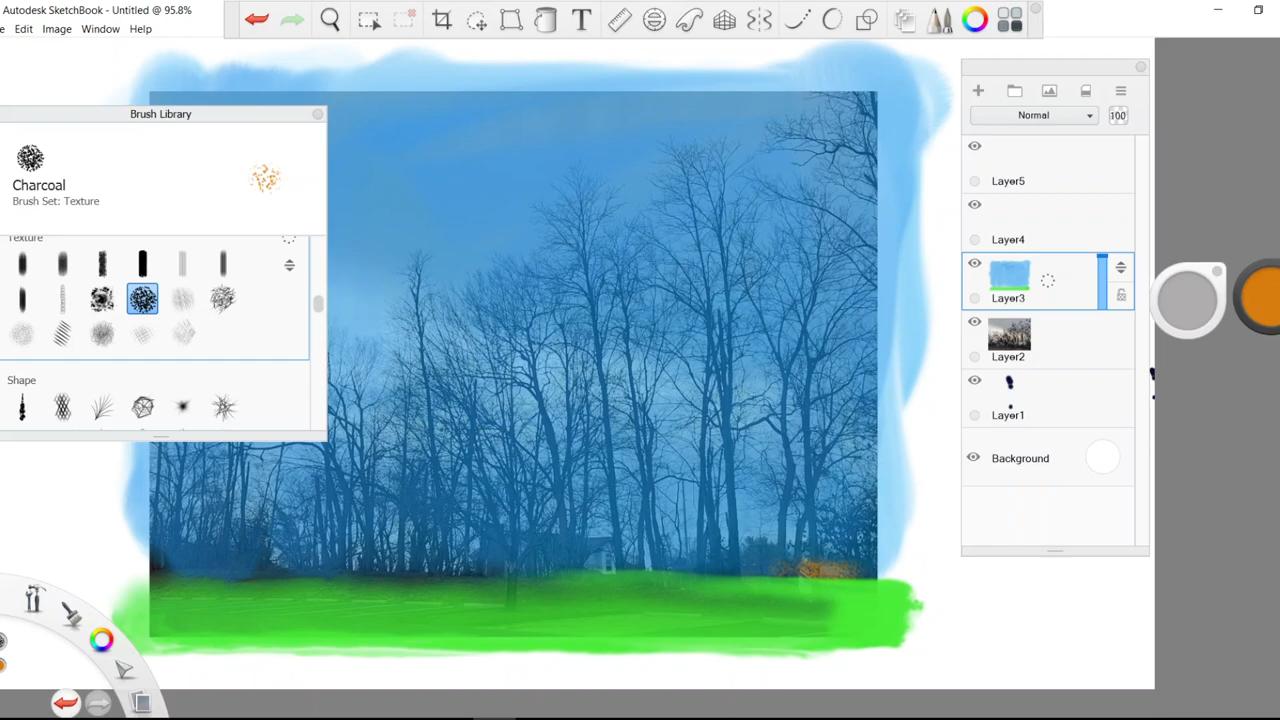 Autodesk SketchBook - Untitled @ 95.8%
e Edit Image Window Help
T
Brush Library
Charcoal
Brush Set: Texture
Texture
Shape
Normal
100
Layer5
Layer4
Layer3
Layer2
Layer1
Background